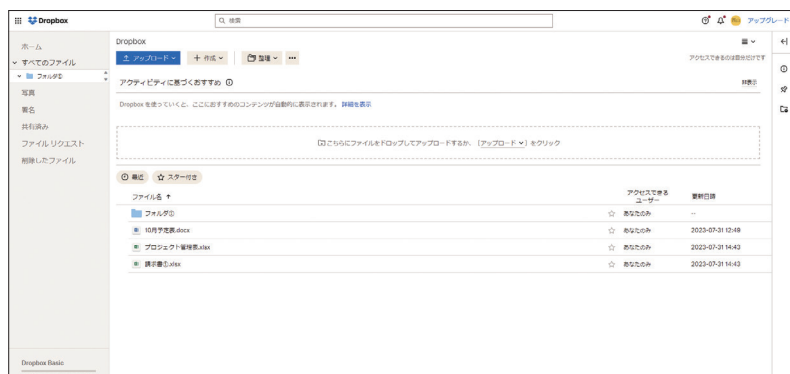 Dropbox
検索
アップグレード
ホーム
すべてのファイル
フォルダ①
写真
署名
共有済み
ファイル リクエスト
削除したファイル
Dropbox Basic
Dropbox
アップロード
作成
整理
アクセスできるのは自分だけです
アクティビティに基づくおすすめ
非表示
Dropbox を使っていくと、ここにおすすめのコンテンツが自動的に表示されます。 詳細を表示
こちらにファイルをドロップしてアップロードするか、[アップロード]をクリック
最近 スター付き
ファイル名 ↑ アクセスできるユーザー 更新日時
フォルダ① あなたのみ --
10月予定表.docx あなたのみ 2023-07-31 12:49
プロジェクト管理表.xlsx あなたのみ 2023-07-31 14:43
請求書①.xlsx あなたのみ 2023-07-31 14:43